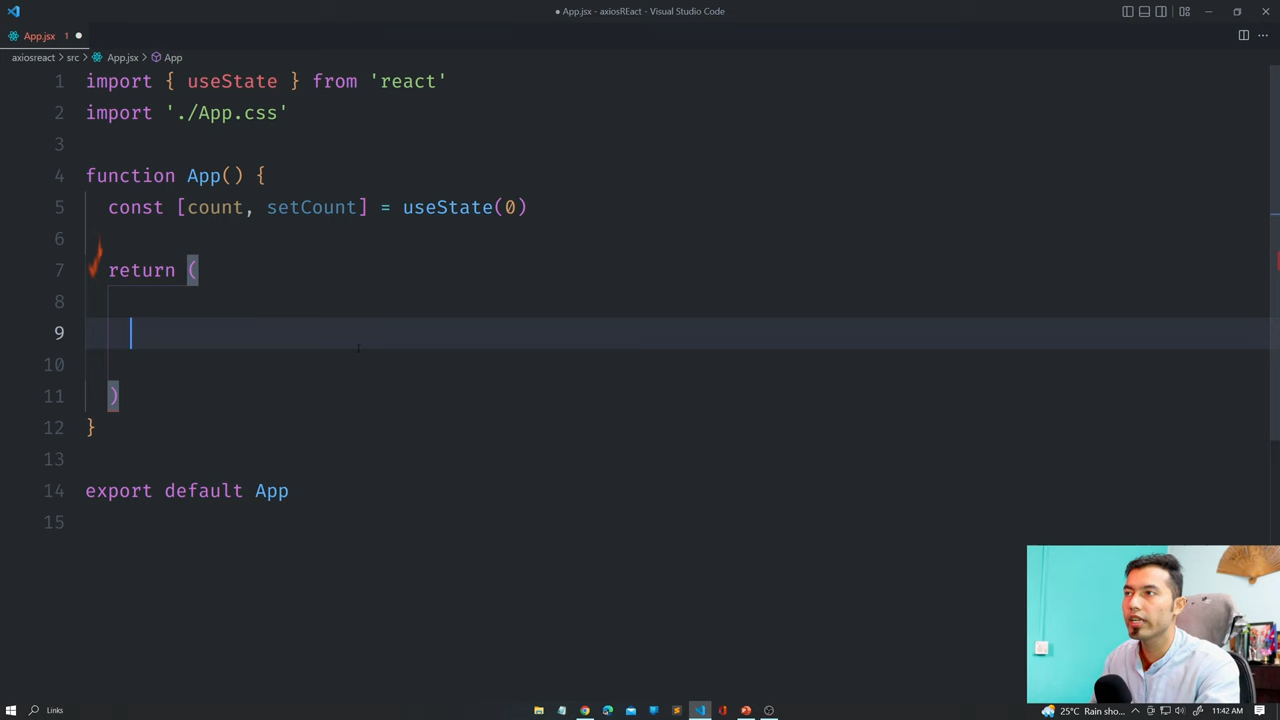 ● App.jsx - axiosREact - Visual Studio Code
App.jsx 1 ●
axiosreact > src > App.jsx > App
1 import { useState } from 'react'
2 import './App.css'
3
4 function App() {
5 const [count, setCount] = useState(0)
6
7 return (
8
9
10
11 )
12 }
13
14 export default App
15
Links
25°C Rain sho...
11:42 AM